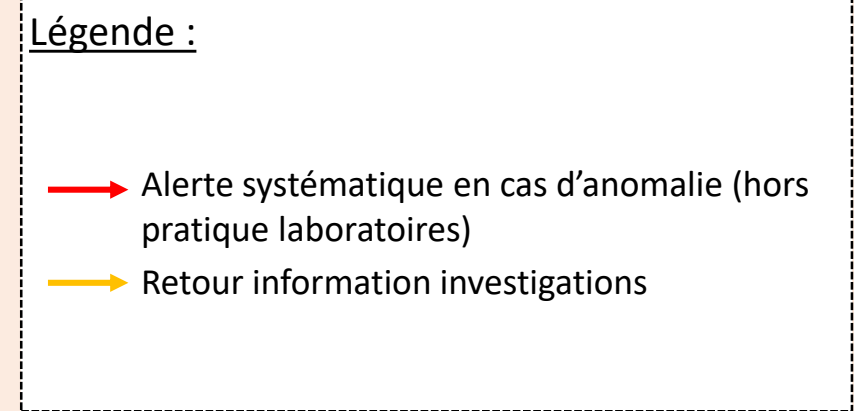 Légende :
Alerte systématique en cas d’anomalie (hors
pratique laboratoires)
Retour information investigations